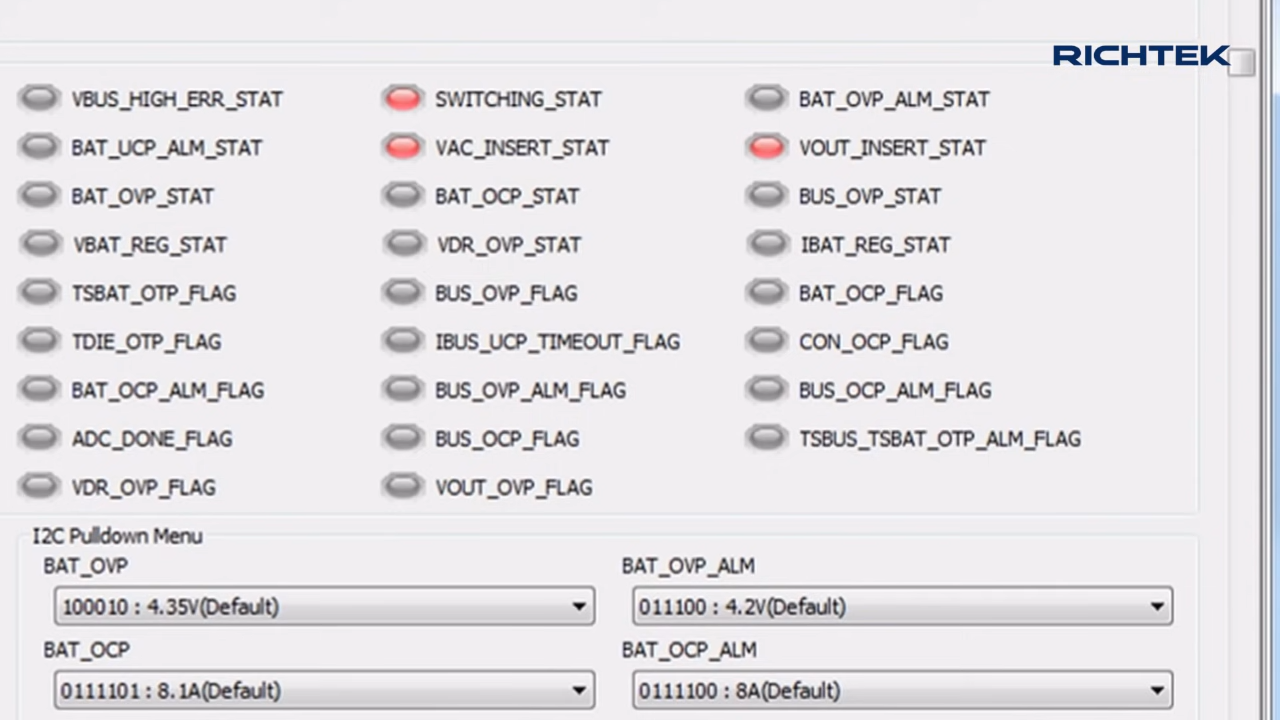 RICHTEK
VBUS_HIGH_ERR_STAT SWITCHING_STAT BAT_OVP_ALM_STAT
BAT_UCP_ALM_STAT VAC_INSERT_STAT VOUT_INSERT_STAT
BAT_OVP_STAT BAT_OCP_STAT BUS_OVP_STAT
VBAT_REG_STAT VDR_OVP_STAT IBAT_REG_STAT
TSBAT_OTP_FLAG BUS_OVP_FLAG BAT_OCP_FLAG
TDIE_OTP_FLAG IBUS_UCP_TIMEOUT_FLAG CON_OCP_FLAG
BAT_OCP_ALM_FLAG BUS_OVP_ALM_FLAG BUS_OCP_ALM_FLAG
ADC_DONE_FLAG BUS_OCP_FLAG TSBUS_TSBAT_OTP_ALM_FLAG
VDR_OVP_FLAG VOUT_OVP_FLAG
I2C Pulldown Menu
BAT_OVP BAT_OVP_ALM
100010 : 4.35V(Default) 011100 : 4.2V(Default)
BAT_OCP BAT_OCP_ALM
0111101 : 8.1A(Default) 0111100 : 8A(Default)